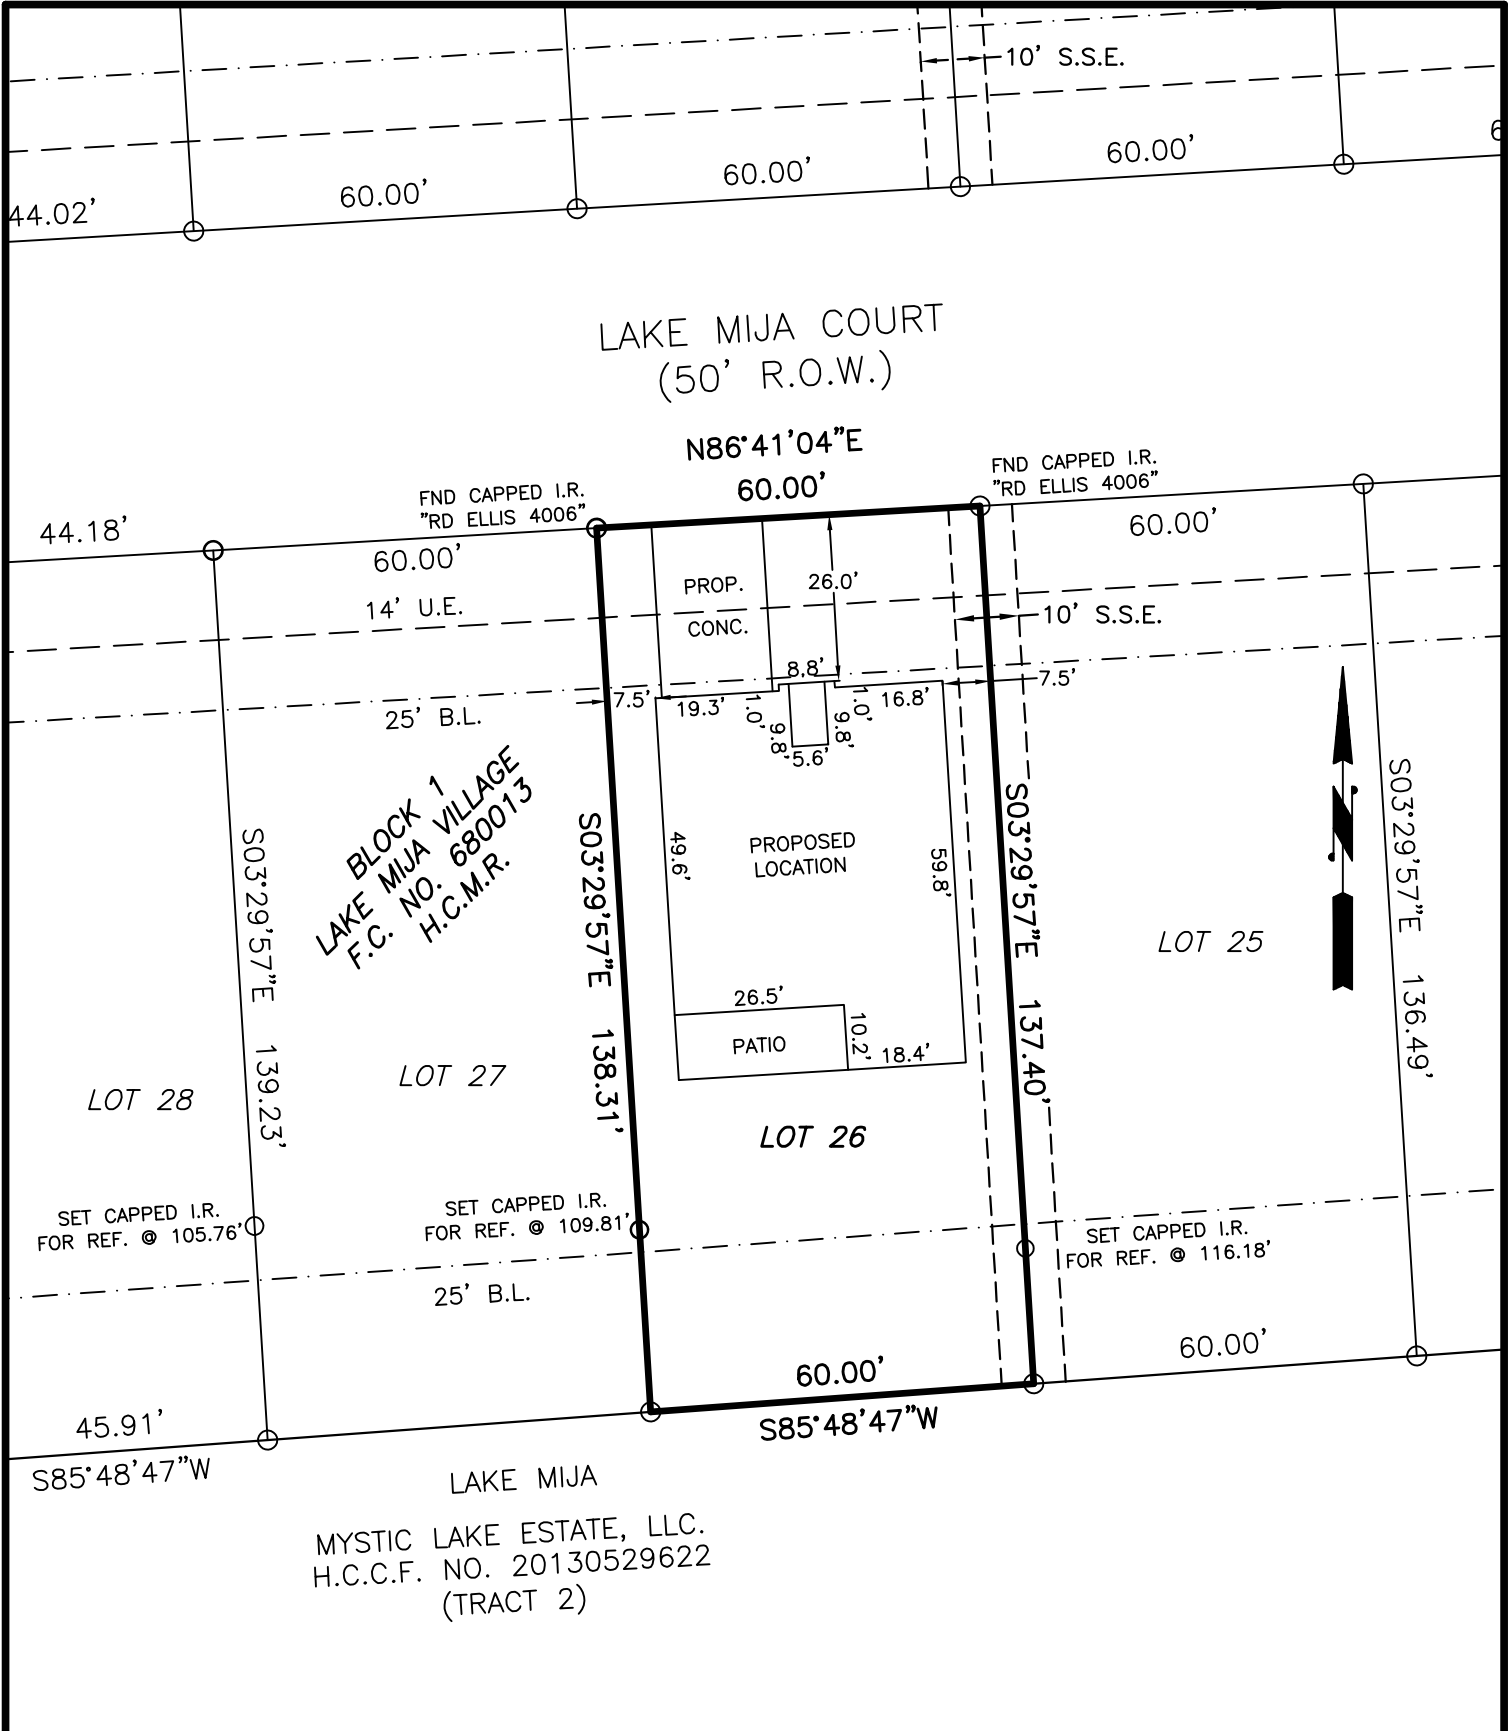 10' S.S.E.
60.00'
60.00'
60.00'
44.02'
LAKE MIJA COURT
(50' R.O.W.)
N86°41'04"E
60.00'
FND CAPPED I.R.
"RD ELLIS 4006"
FND CAPPED I.R.
"RD ELLIS 4006"
44.18'
60.00'
60.00'
14' U.E.
PROP.
CONC.
26.0'
10' S.S.E.
25' B.L.
7.5'
19.3'
1.0'
8.8'
9.8'
5.6'
9.8'
1.0'
16.8'
7.5'
BLOCK 1
LAKE MIJA VILLAGE
F.C. NO. 680013
H.C.M.R.
S03°29'57"E 139.23'
S03°29'57"E 138.31'
49.6'
PROPOSED
LOCATION
59.8'
S03°29'57"E 137.40'
S03°29'57"E 136.49'
LOT 25
26.5'
PATIO
10.2'
18.4'
LOT 28
LOT 27
LOT 26
SET CAPPED I.R.
FOR REF. @ 105.76'
SET CAPPED I.R.
FOR REF. @ 109.81'
SET CAPPED I.R.
FOR REF. @ 116.18'
25' B.L.
60.00'
60.00'
S85°48'47"W
45.91'
S85°48'47"W
LAKE MIJA
MYSTIC LAKE ESTATE, LLC.
H.C.C.F. NO. 20130529622
(TRACT 2)
N